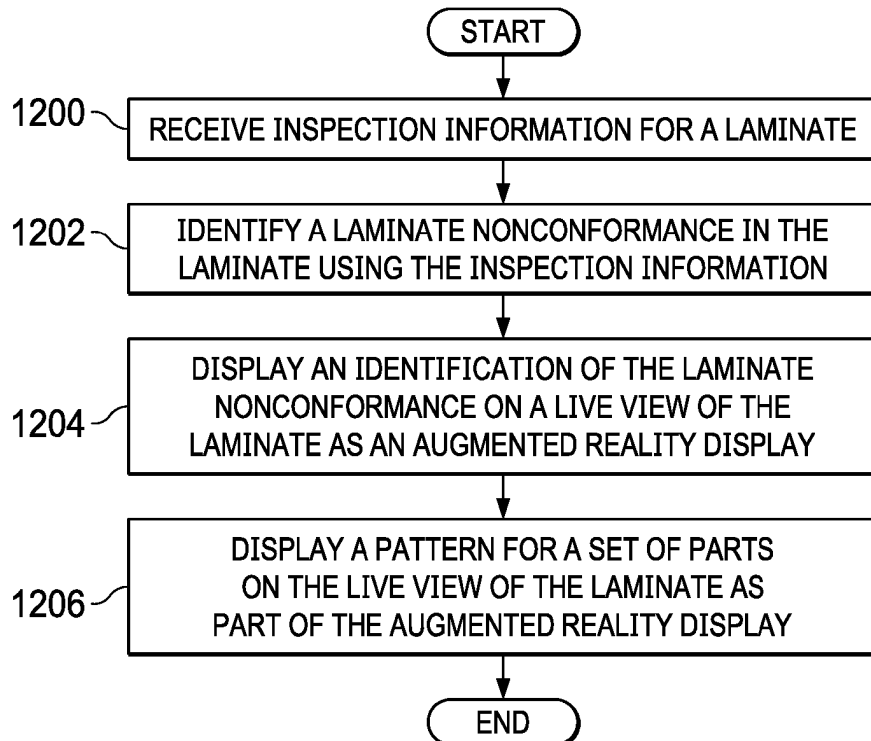 START
1200
RECEIVE INSPECTION INFORMATION FOR A LAMINATE
1202
IDENTIFY A LAMINATE NONCONFORMANCE IN THE
LAMINATE USING THE INSPECTION INFORMATION
1204
DISPLAY AN IDENTIFICATION OF THE LAMINATE
NONCONFORMANCE ON A LIVE VIEW OF THE
LAMINATE AS AN AUGMENTED REALITY DISPLAY
1206
DISPLAY A PATTERN FOR A SET OF PARTS
ON THE LIVE VIEW OF THE LAMINATE AS
PART OF THE AUGMENTED REALITY DISPLAY
END